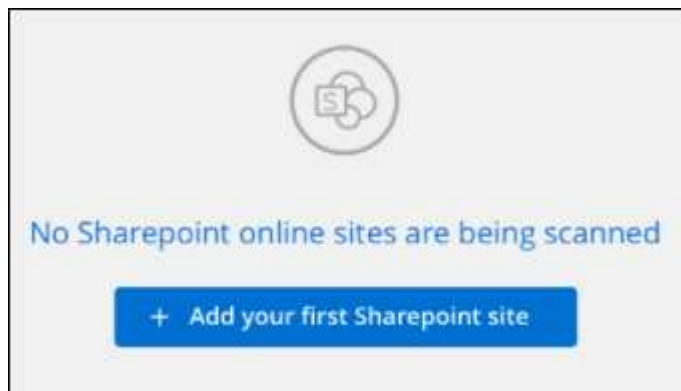 S
No Sharepoint online sites are being scanned
+ Add your first Sharepoint site